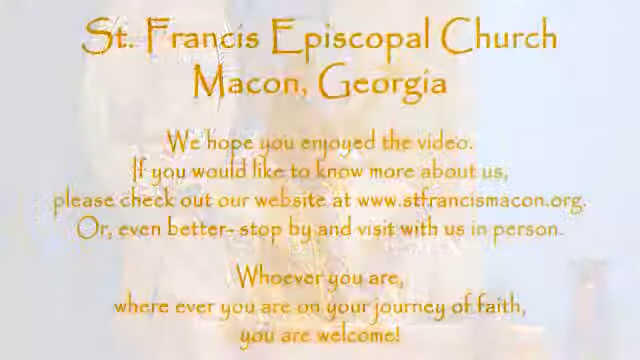 St. Francis Episcopal Church
Macon, Georgia
We hope you enjoyed the video.
If you would like to know more about us,
please check out our website at www.stfrancismacon.org.
Or, even better- stop by and visit with us in person.
Whoever you are,
where ever you are on your journey of faith,
you are welcome!